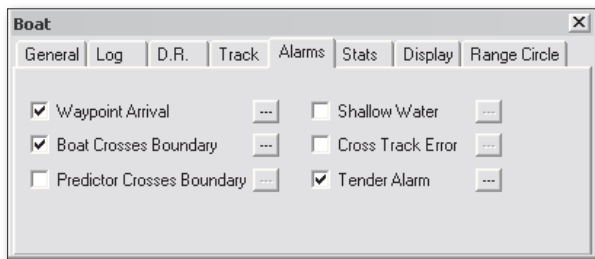 Boat
General Log D.R. Track Alarms Stats Display Range Circle
Waypoint Arrival --- Shallow Water ---
Boat Crosses Boundary --- Cross Track Error ---
Predictor Crosses Boundary --- Tender Alarm ---